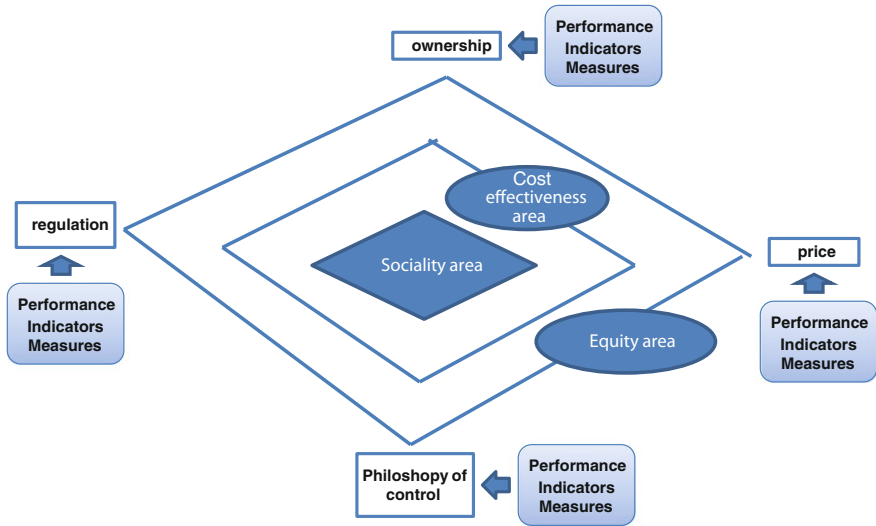 ownership
Performance
Indicators
Measures
Cost
effectiveness
area
regulation
Sociality area
price
Performance
Indicators
Measures
Performance
Indicators
Measures
Equity area
Philoshopy of
control
Performance
Indicators
Measures